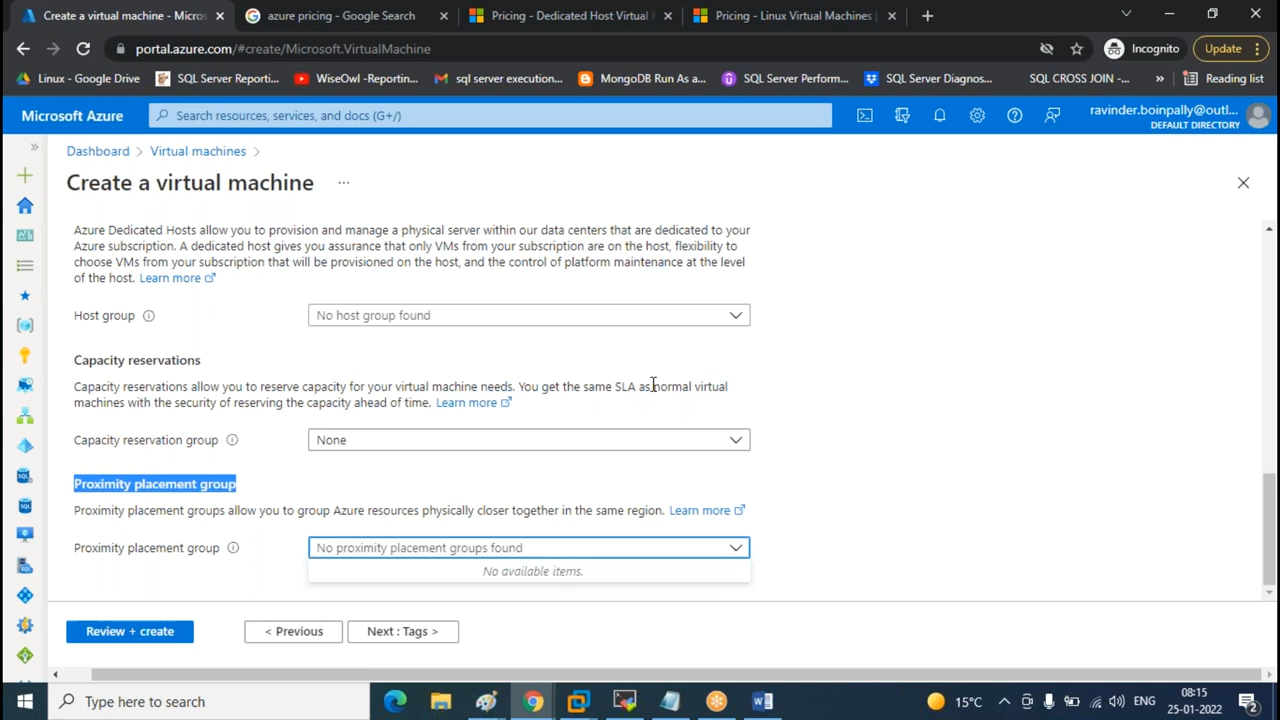 Create a virtual machine - Micros
azure pricing - Google Search
Pricing - Dedicated Host Virtual
Pricing - Linux Virtual Machines
portal.azure.com/#create/Microsoft.VirtualMachine
Incognito
Update
Linux - Google Drive
SQL Server Reporti...
WiseOwl -Reportin...
sql server execution...
MongoDB Run As a...
SQL Server Perform...
SQL Server Diagnos...
SQL CROSS JOIN -...
»
Reading list
Microsoft Azure
Search resources, services, and docs (G+/)
ravinder.boinpally@outl...
DEFAULT DIRECTORY
Dashboard > Virtual machines >
Create a virtual machine ...
Azure Dedicated Hosts allow you to provision and manage a physical server within our data centers that are dedicated to your
Azure subscription. A dedicated host gives you assurance that only VMs from your subscription are on the host, flexibility to
choose VMs from your subscription that will be provisioned on the host, and the control of platform maintenance at the level
of the host. Learn more
Host group
No host group found
Capacity reservations
Capacity reservations allow you to reserve capacity for your virtual machine needs. You get the same SLA as normal virtual
machines with the security of reserving the capacity ahead of time. Learn more
Capacity reservation group
None
Proximity placement group
Proximity placement groups allow you to group Azure resources physically closer together in the same region. Learn more
Proximity placement group
No proximity placement groups found
No available items.
Review + create
< Previous
Next : Tags >
Type here to search
15°C
ENG
08:15
25-01-2022
2